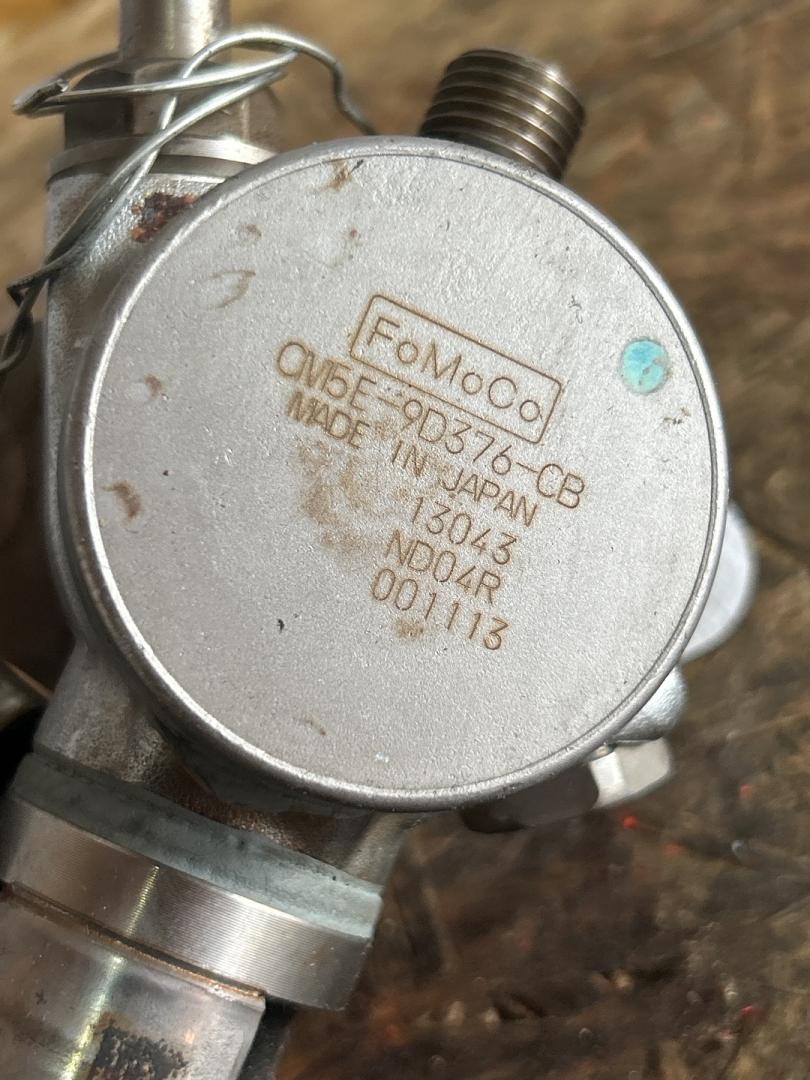 FoMoCo
CM5E-9D376-CB
MADE IN JAPAN
13043
ND04R
001113